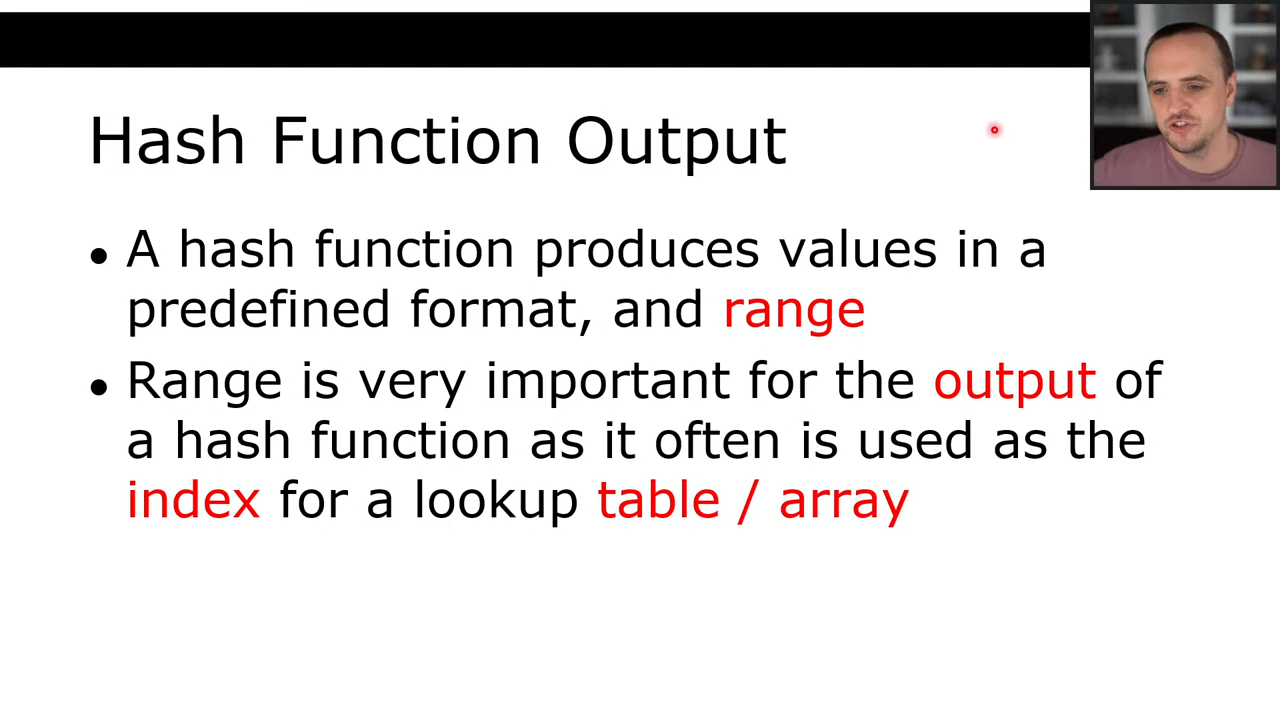 Hash Function Output
● A hash function produces values in a
predefined format, and range
● Range is very important for the output of
a hash function as it often is used as the
index for a lookup table / array